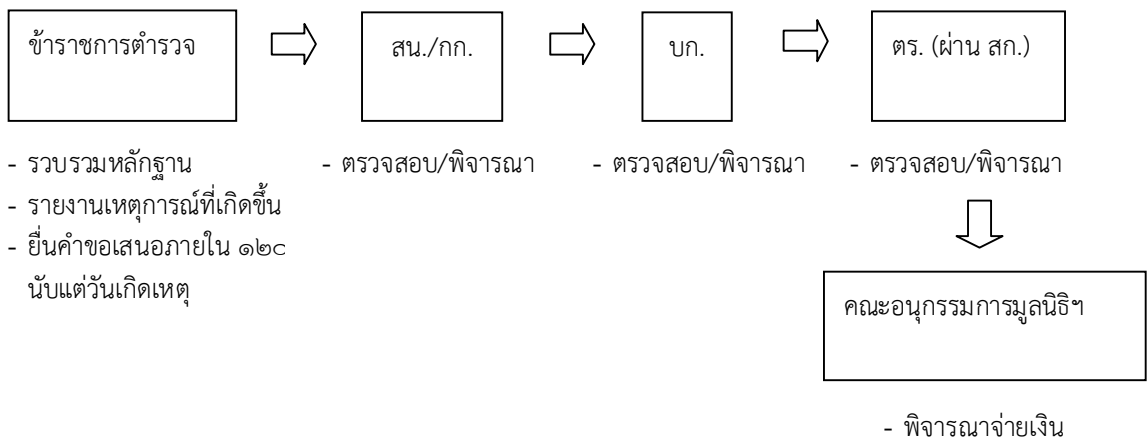 ข้าราชการตำรวจ
สน./กก.
บก.
ตร. (ผ่าน สก.)
- รวบรวมหลักฐาน
- รายงานเหตุการณ์ที่เกิดขึ้น
- ยื่นคำขอเสนอภายใน
นับแต่วันเกิดเหตุ
- ตรวจสอบ/พิจารณา
- ตรวจสอบ/พิจารณา
- ตรวจสอบ/พิจารณา
คณะอนุกรรมการมูลนิธิฯ
- พิจารณาจ่ายเงิน